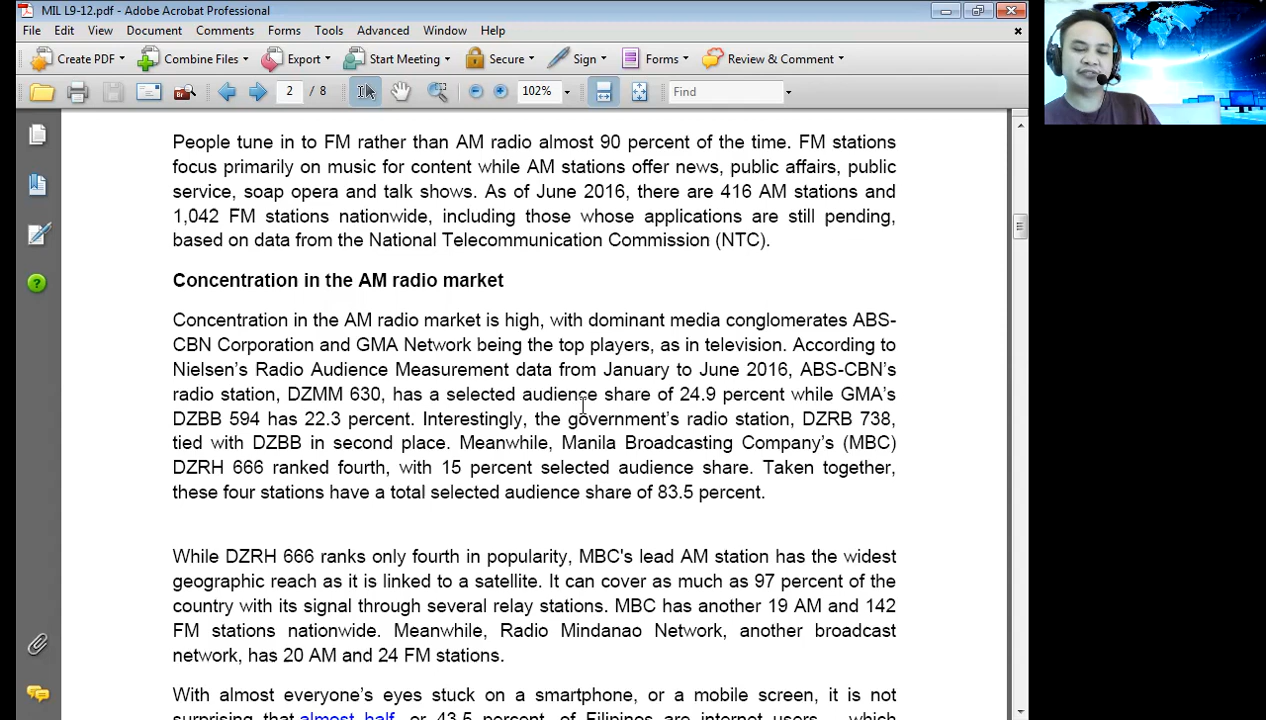 MIL L9-12.pdf - Adobe Acrobat Professional
File Edit View Document Comments Forms Tools Advanced Window Help
Create PDF Combine Files Export Start Meeting Secure Sign Forms Review & Comment
2 / 8 102% Find
People tune in to FM rather than AM radio almost 90 percent of the time. FM stations
focus primarily on music for content while AM stations offer news, public affairs, public
service, soap opera and talk shows. As of June 2016, there are 416 AM stations and
1,042 FM stations nationwide, including those whose applications are still pending,
based on data from the National Telecommunication Commission (NTC).
Concentration in the AM radio market
Concentration in the AM radio market is high, with dominant media conglomerates ABS-
CBN Corporation and GMA Network being the top players, as in television. According to
Nielsen's Radio Audience Measurement data from January to June 2016, ABS-CBN's
radio station, DZMM 630, has a selected audience share of 24.9 percent while GMA's
DZBB 594 has 22.3 percent. Interestingly, the government's radio station, DZRB 738,
tied with DZBB in second place. Meanwhile, Manila Broadcasting Company's (MBC)
DZRH 666 ranked fourth, with 15 percent selected audience share. Taken together,
these four stations have a total selected audience share of 83.5 percent.
While DZRH 666 ranks only fourth in popularity, MBC's lead AM station has the widest
geographic reach as it is linked to a satellite. It can cover as much as 97 percent of the
country with its signal through several relay stations. MBC has another 19 AM and 142
FM stations nationwide. Meanwhile, Radio Mindanao Network, another broadcast
network, has 20 AM and 24 FM stations.
With almost everyone's eyes stuck on a smartphone, or a mobile screen, it is not
surprising that almost half, or 43.5 percent, of Filipinos are internet users, which